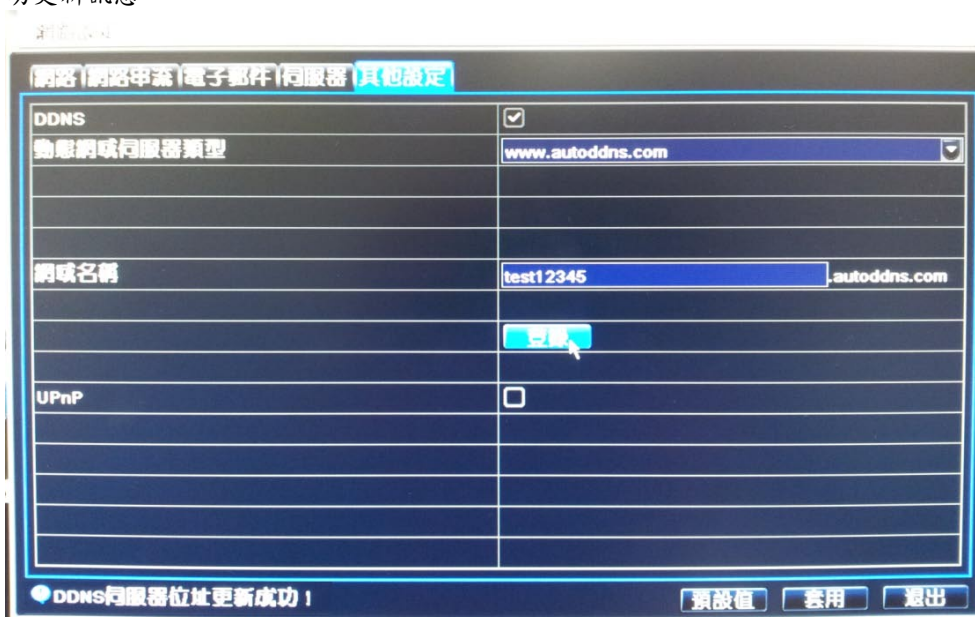 網路 網路串流 電子郵件 伺服器 其他設定
DDNS
動態網域伺服器類型 www.autoddns.com
網域名稱 test12345 .autoddns.com
登錄
UPnP
DDNS伺服器位址更新成功!
預設值 套用 退出